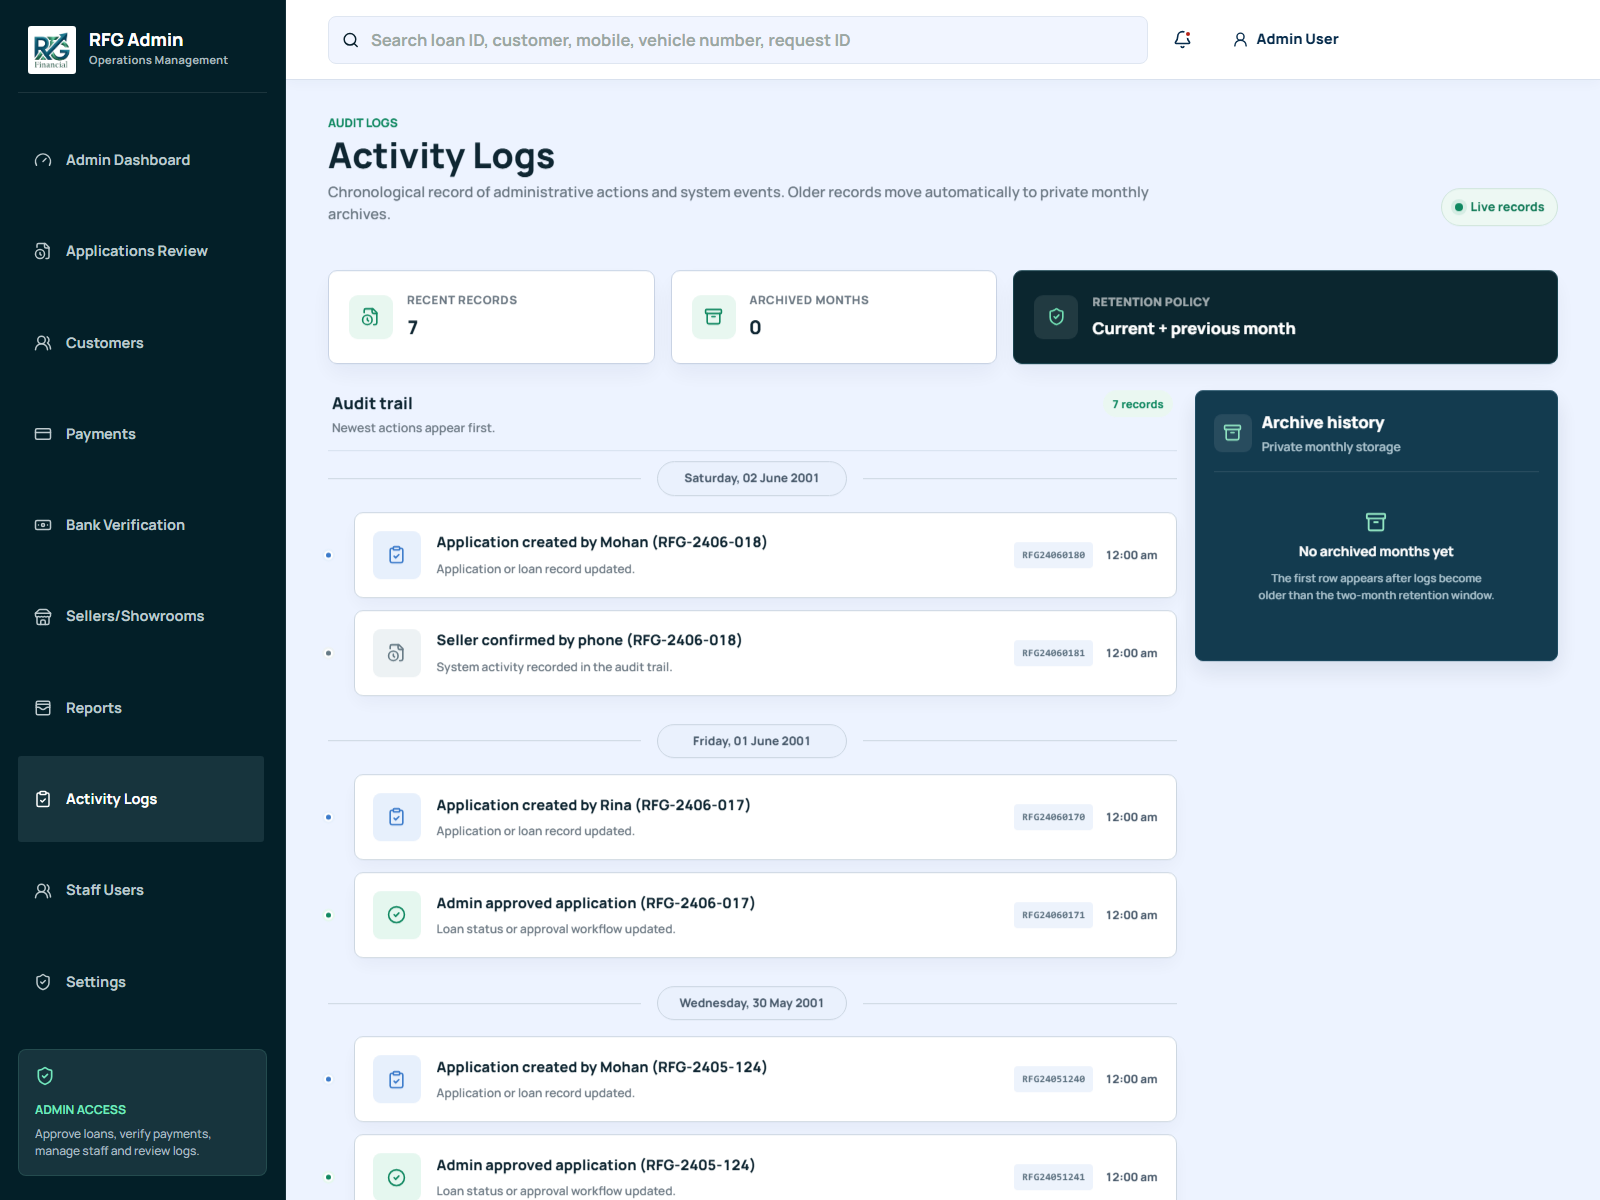 RFG
Financial
RFG Admin
Operations Management
Admin Dashboard
Applications Review
Customers
Payments
Bank Verification
Sellers/Showrooms
Reports
Activity Logs
Staff Users
Settings
ADMIN ACCESS
Approve loans, verify payments,
manage staff and review logs.
Search loan ID, customer, mobile, vehicle number, request ID
Admin User
AUDIT LOGS
Activity Logs
Chronological record of administrative actions and system events. Older records move automatically to private monthly
archives.
Live records
RECENT RECORDS
7
ARCHIVED MONTHS
0
RETENTION POLICY
Current + previous month
Audit trail
Newest actions appear first.
7 records
Saturday, 02 June 2001
Application created by Mohan (RFG-2406-018)
Application or loan record updated.
RFG24060180
12:00 am
Seller confirmed by phone (RFG-2406-018)
System activity recorded in the audit trail.
RFG24060181
12:00 am
Friday, 01 June 2001
Application created by Rina (RFG-2406-017)
Application or loan record updated.
RFG24060170
12:00 am
Admin approved application (RFG-2406-017)
Loan status or approval workflow updated.
RFG24060171
12:00 am
Wednesday, 30 May 2001
Application created by Mohan (RFG-2405-124)
Application or loan record updated.
RFG24051240
12:00 am
Admin approved application (RFG-2405-124)
Loan status or approval workflow updated.
RFG24051241
12:00 am
Archive history
Private monthly storage
No archived months yet
The first row appears after logs become
older than the two-month retention window.